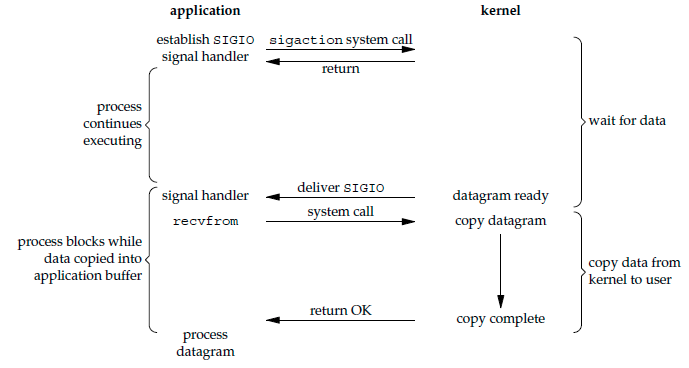 application
kernel
establish SIGIO
signal handler
sigaction system call
return
process
continues
executing
wait for data
signal handler
deliver SIGIO
datagram ready
recvfrom
system call
copy datagram
process blocks while
data copied into
application buffer
copy data from
kernel to user
return OK
copy complete
process
datagram